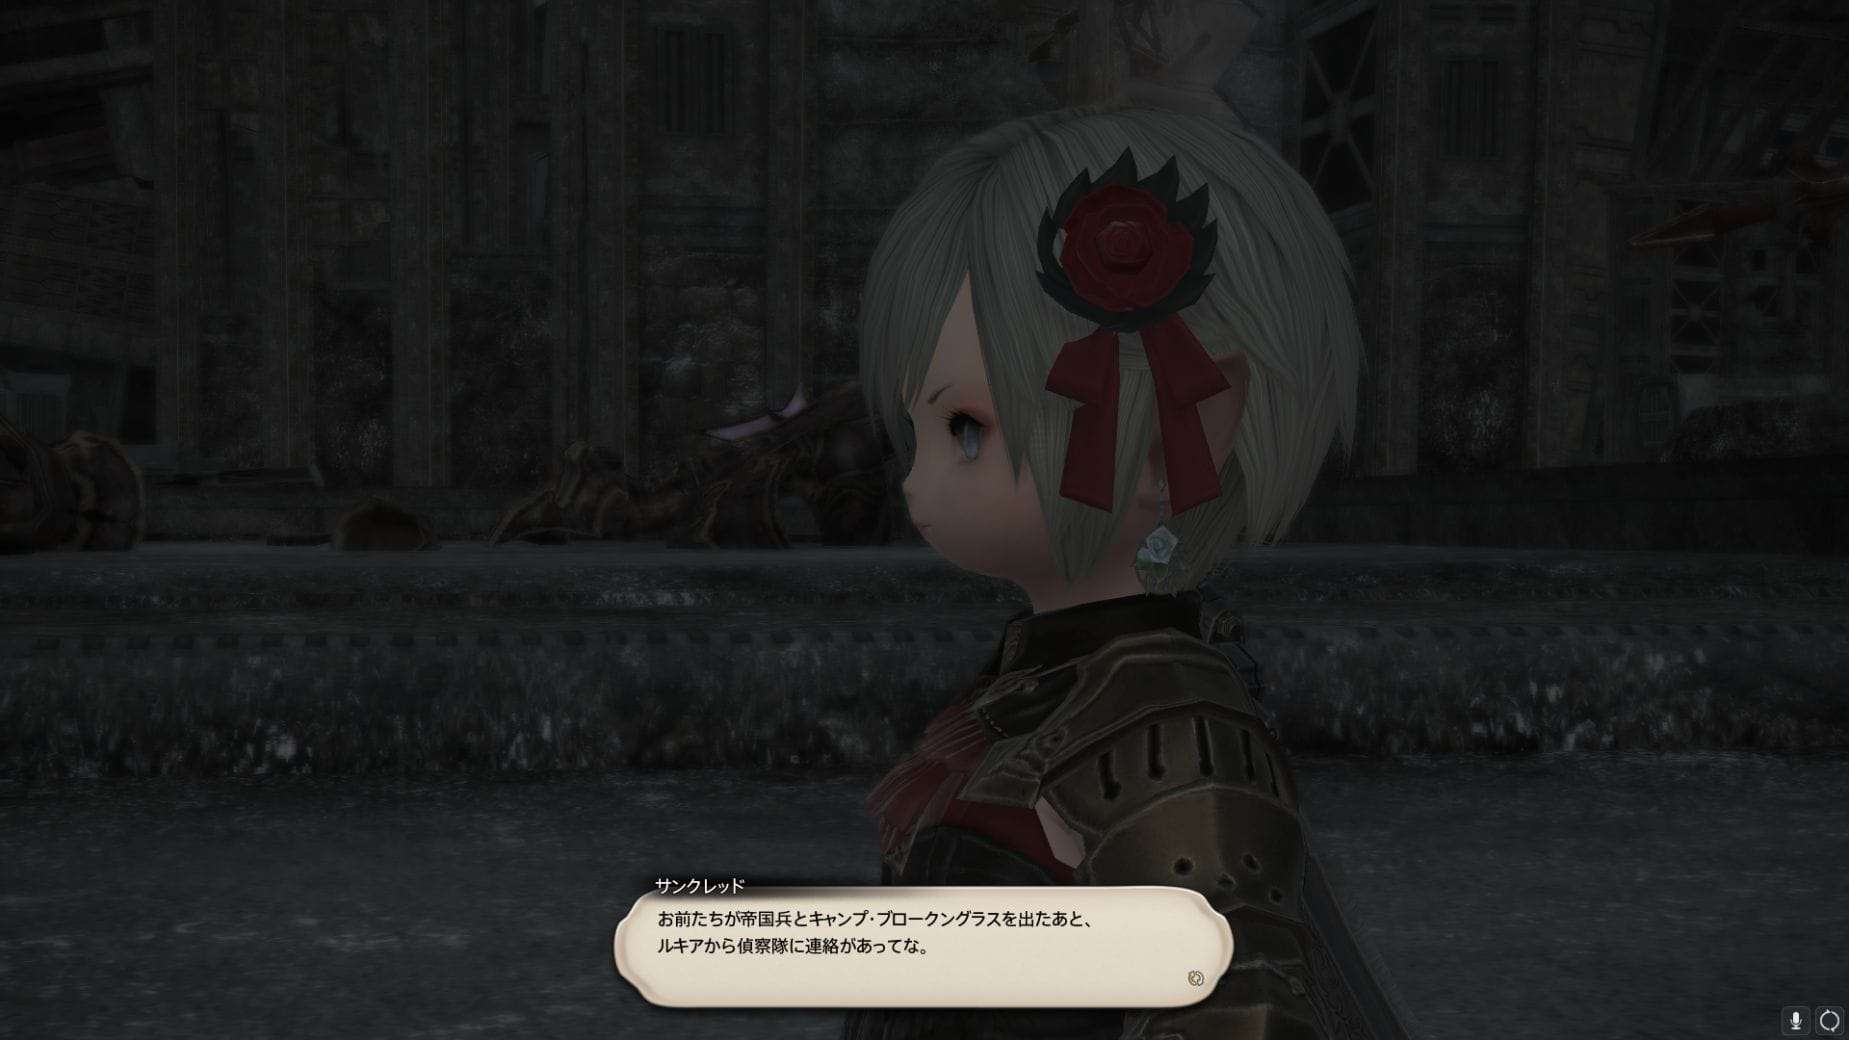 サンクレッド
お前たちが帝国兵とキャンプ・ブロークングラスを出たあと、
ルキアから偵察隊に連絡があってな。